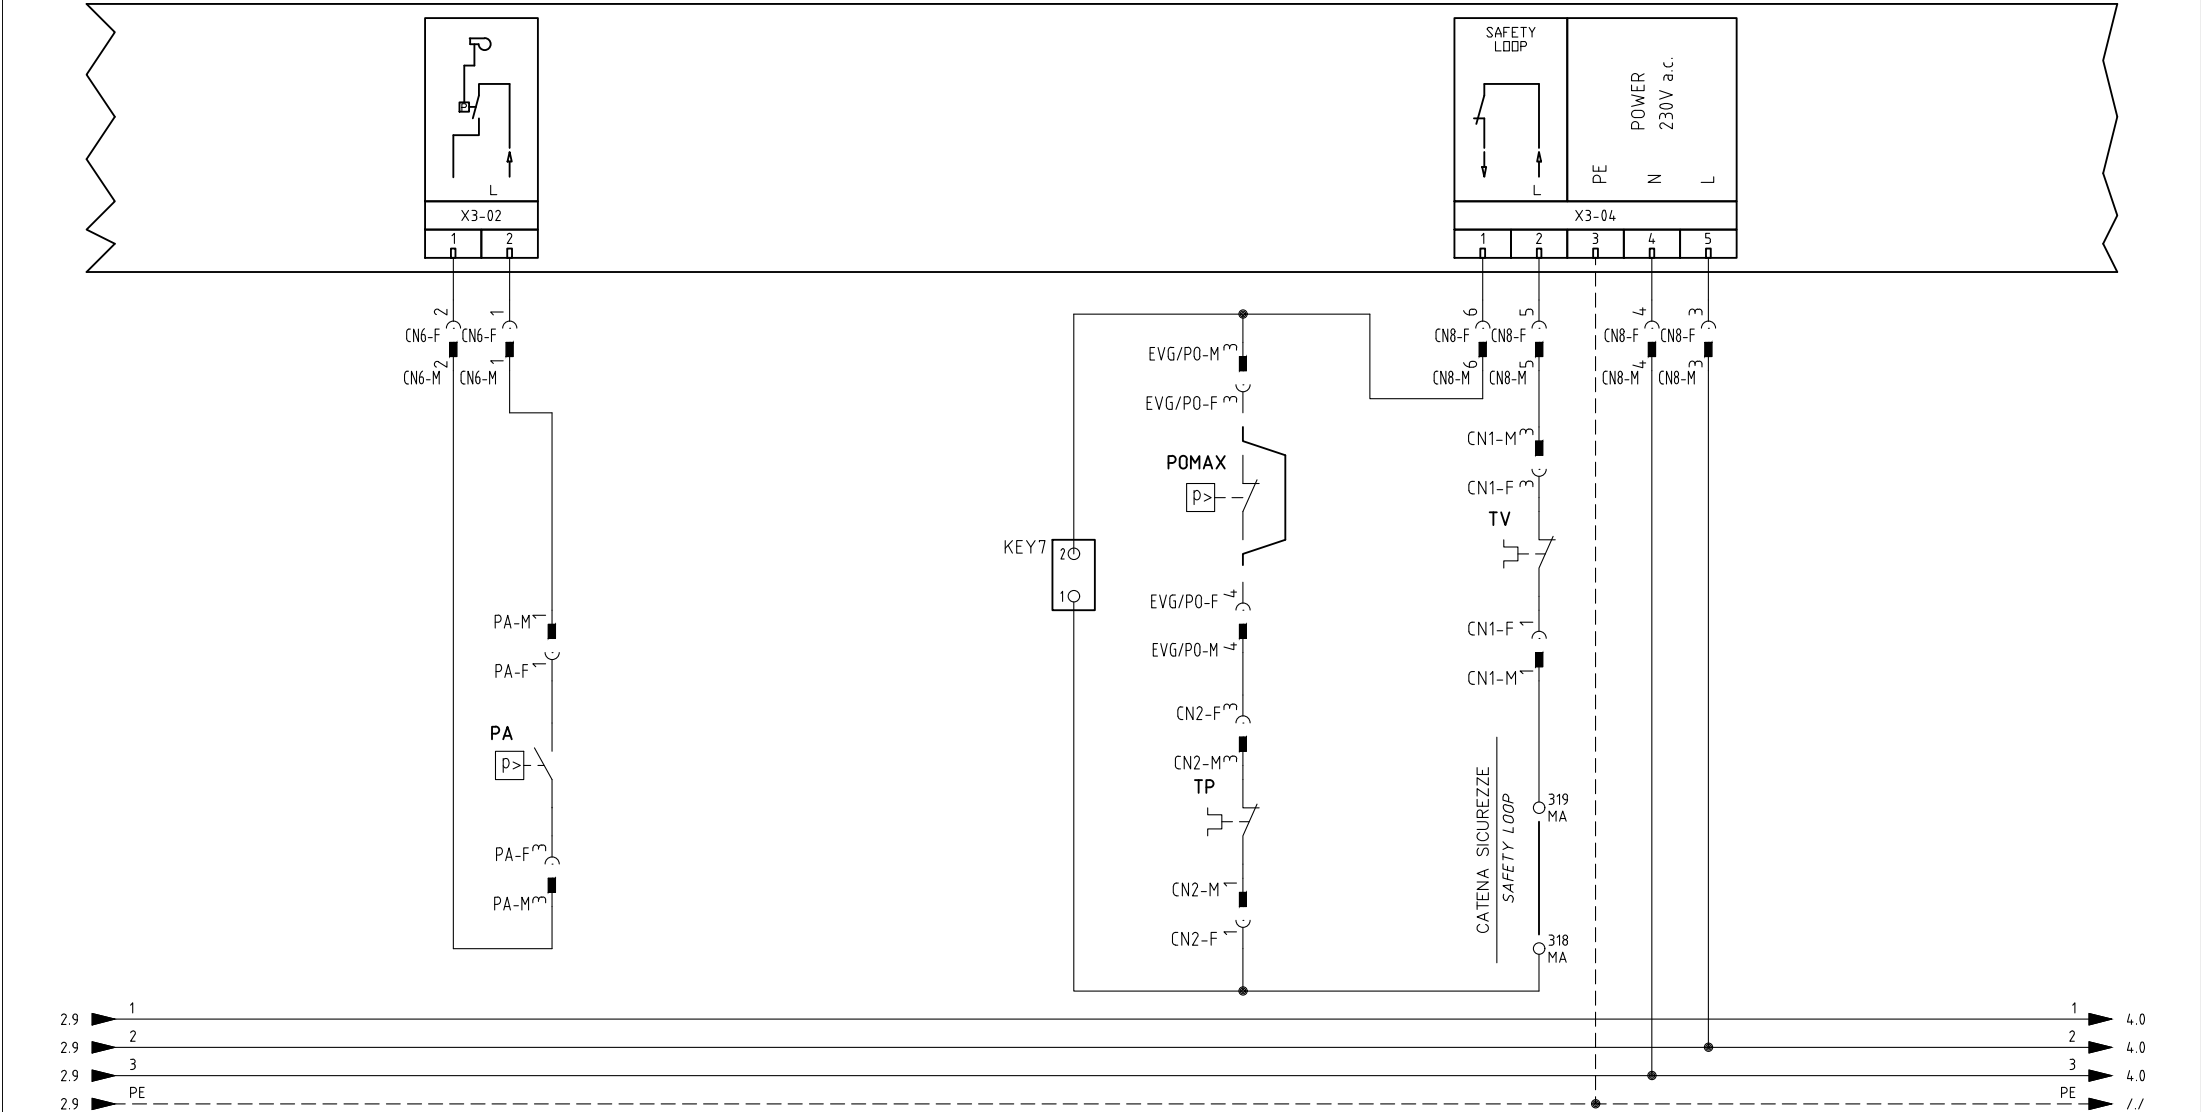 SAFETY
LOOP
POWER
230V a.c.
P
L
L
PE
N
L
X3-02
X3-04
1 2
1 2 3 4 5
2 1
6 5 4 3
CN6-F CN6-F
CN8-F CN8-F CN8-F CN8-F
2 1
6 5 4 3
CN6-M CN6-M
CN8-M CN8-M CN8-M CN8-M
EVG/PO-M 3
EVG/PO-F 3
CN1-M 3
POMAX
p>
CN1-F 3
TV
KEY7
2
1
EVG/PO-F 4
EVG/PO-M 4
PA-M 1
PA-F 1
CN1-F 1
CN1-M 1
CN2-F 3
CN2-M 3
PA
p>
TP
CATENA SICUREZZE
SAFETY LOOP
319
MA
PA-F 3
PA-M 3
CN2-M 1
CN2-F 1
318
MA
2.9 1 1 4.0
2.9 2 2 4.0
2.9 3 3 4.0
2.9 PE PE /./